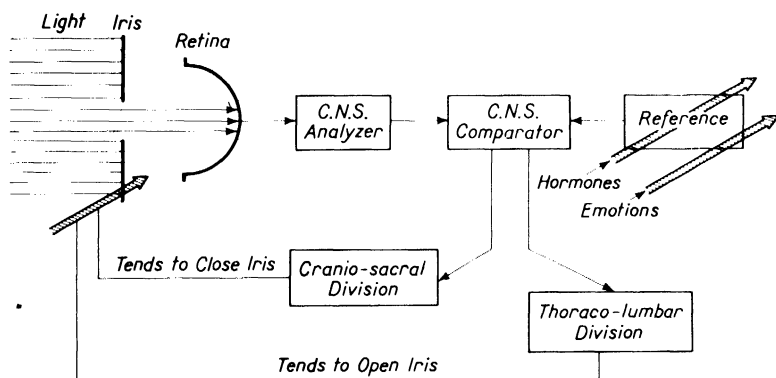 Light
Iris
Retina
C.N.S.
Analyzer
C.N.S.
Comparator
Reference
Hormones
Emotions
Tends to Close Iris
Cranio-sacral
Division
Thoraco-lumbar
Division
Tends to Open Iris